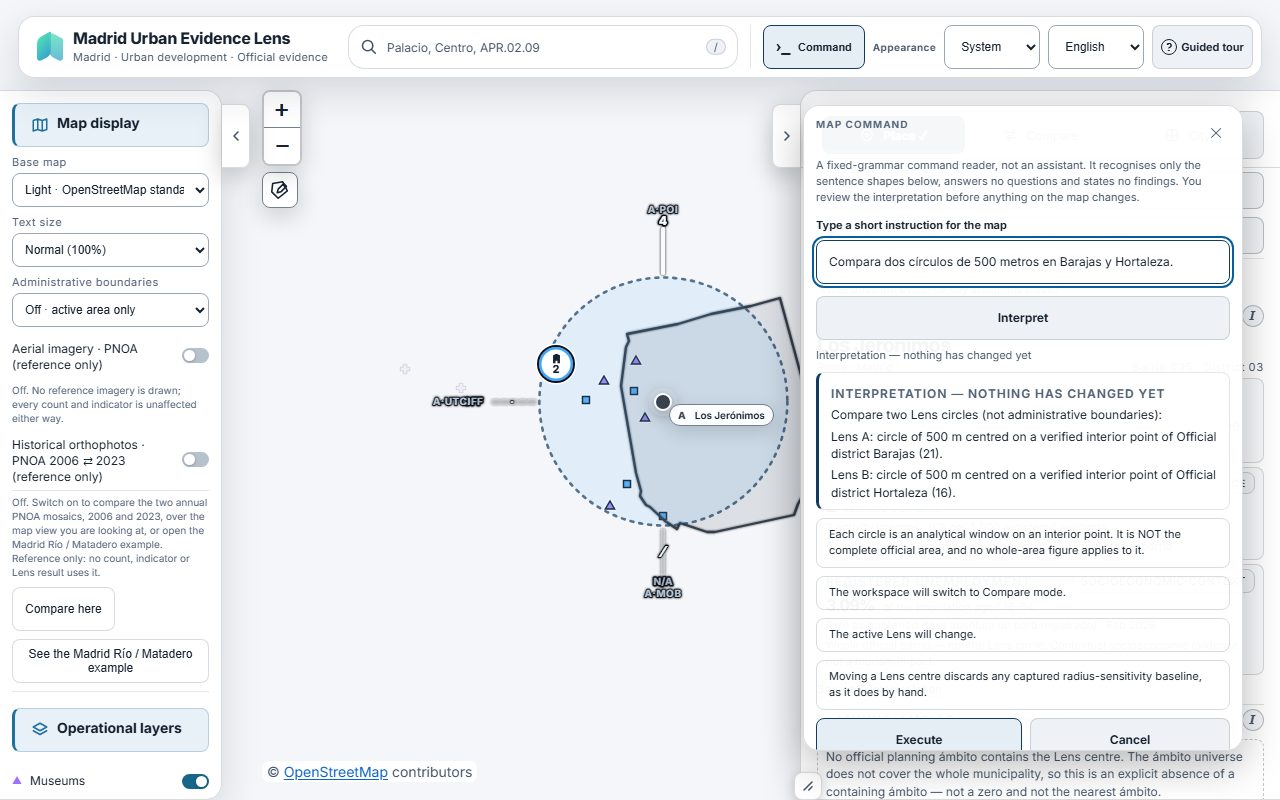 Madrid Urban Evidence Lens
Madrid · Urban development · Official evidence
Palacio, Centro, APR.02.09
/
Command
Appearance
System
English
? Guided tour
Map display
Base map
Light · OpenStreetMap standa
Text size
Normal (100%)
Administrative boundaries
Off · active area only
Aerial imagery · PNOA
(reference only)
Off. No reference imagery is drawn;
every count and indicator is unaffected
either way.
Historical orthophotos ·
PNOA 2006 ⇄ 2023
(reference only)
Off. Switch on to compare the two annual
PNOA mosaics, 2006 and 2023, over the
map view you are looking at, or open the
Madrid Río / Matadero example.
Reference only: no count, indicator or
Lens result uses it.
Compare here
See the Madrid Río / Matadero
example
Operational layers
Museums
+
−
A-POI
4
2
A-UTCIFF
A Los Jerónimos
N/A
A-MOB
© OpenStreetMap contributors
MAP COMMAND
A fixed-grammar command reader, not an assistant. It recognises only the
sentence shapes below, answers no questions and states no findings. You
review the interpretation before anything on the map changes.
Type a short instruction for the map
Compara dos círculos de 500 metros en Barajas y Hortaleza.
Interpret
Interpretation — nothing has changed yet
INTERPRETATION — NOTHING HAS CHANGED YET
Compare two Lens circles (not administrative boundaries):
Lens A: circle of 500 m centred on a verified interior point of Official
district Barajas (21).
Lens B: circle of 500 m centred on a verified interior point of Official
district Hortaleza (16).
Each circle is an analytical window on an interior point. It is NOT the
complete official area, and no whole-area figure applies to it.
The workspace will switch to Compare mode.
The active Lens will change.
Moving a Lens centre discards any captured radius-sensitivity baseline,
as it does by hand.
Execute
Cancel
I
t 03
I
No official planning ámbito contains the Lens centre. The ámbito universe
does not cover the whole municipality, so this is an explicit absence of a
containing ámbito — not a zero and not the nearest ámbito.